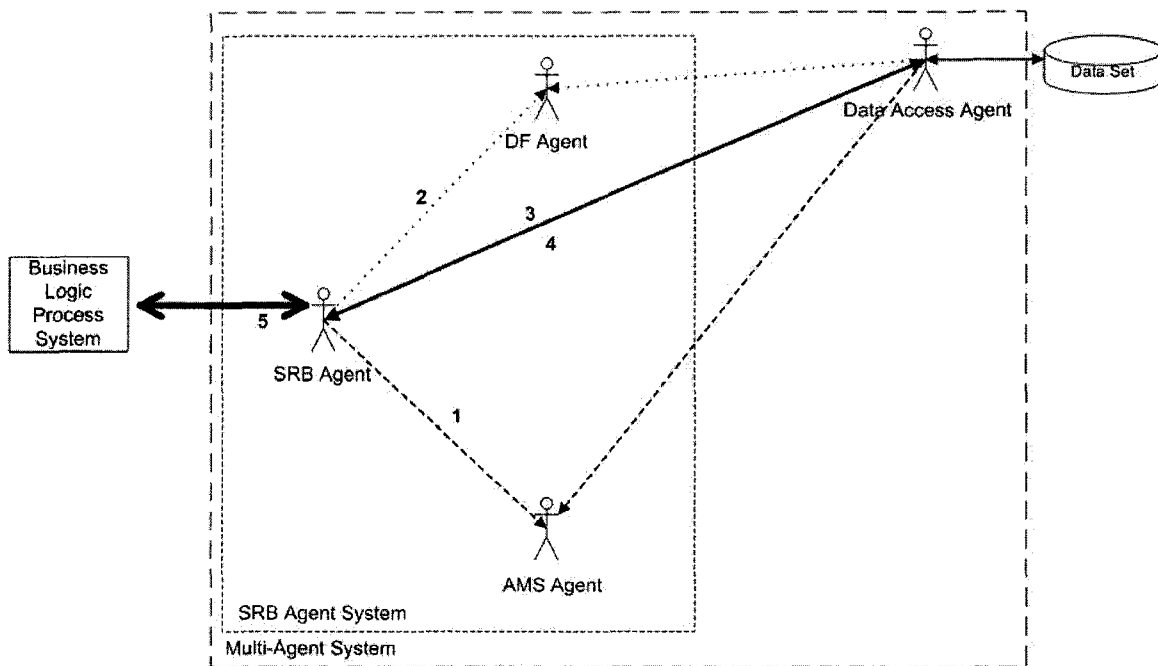 Data Set
Data Access Agent
DF Agent
2
3
4
Business
Logic
Process
System
5
SRB Agent
1
AMS Agent
SRB Agent System
Multi-Agent System